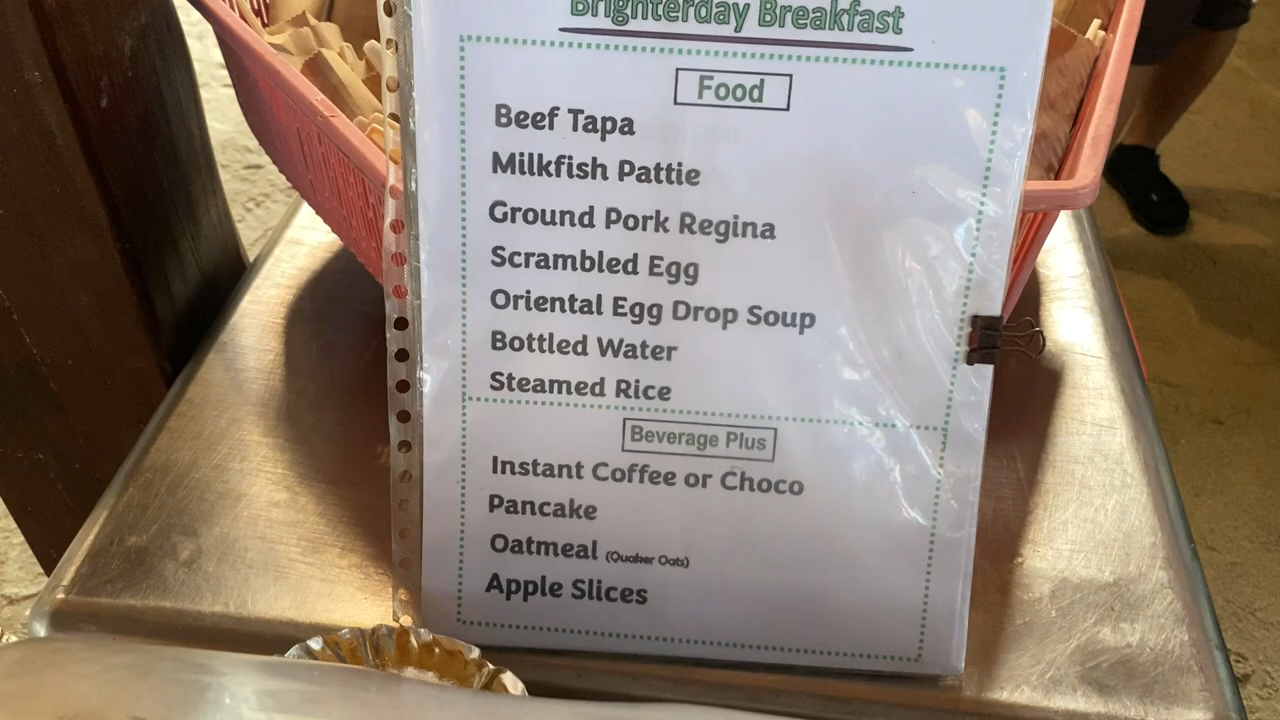 Brighterday Breakfast
Food
Beef Tapa
Milkfish Pattie
Ground Pork Regina
Scrambled Egg
Oriental Egg Drop Soup
Bottled Water
Steamed Rice
Beverage Plus
Instant Coffee or Choco
Pancake
Oatmeal (Quaker Oats)
Apple Slices